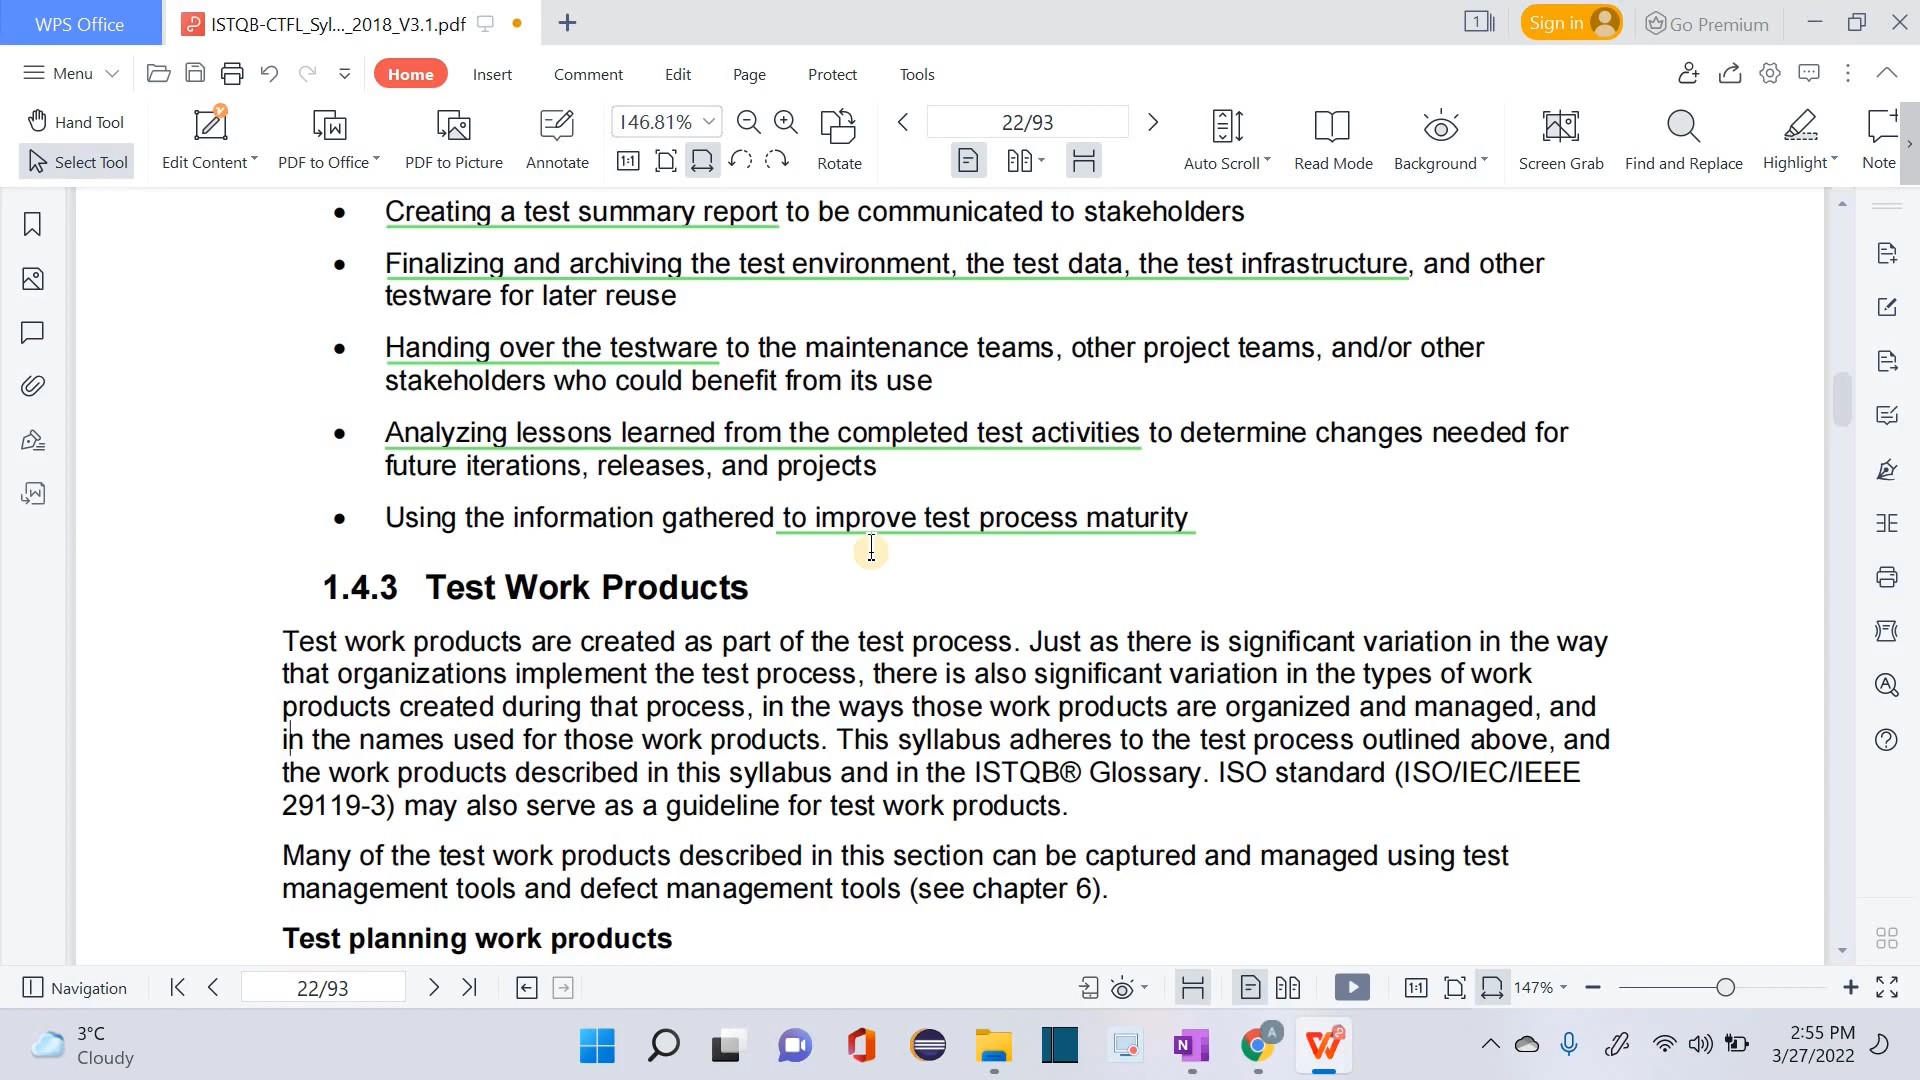 WPS Office
ISTQB-CTFL_Syl..._2018_V3.1.pdf
1
Sign in
Go Premium
Menu
Home
Insert
Comment
Edit
Page
Protect
Tools
Hand Tool
Select Tool
Edit Content
PDF to Office
PDF to Picture
Annotate
146.81%
1:1
Rotate
22/93
Auto Scroll
Read Mode
Background
Screen Grab
Find and Replace
Highlight
Note
• Creating a test summary report to be communicated to stakeholders
• Finalizing and archiving the test environment, the test data, the test infrastructure, and other
testware for later reuse
• Handing over the testware to the maintenance teams, other project teams, and/or other
stakeholders who could benefit from its use
• Analyzing lessons learned from the completed test activities to determine changes needed for
future iterations, releases, and projects
• Using the information gathered to improve test process maturity
1.4.3 Test Work Products
Test work products are created as part of the test process. Just as there is significant variation in the way
that organizations implement the test process, there is also significant variation in the types of work
products created during that process, in the ways those work products are organized and managed, and
in the names used for those work products. This syllabus adheres to the test process outlined above, and
the work products described in this syllabus and in the ISTQB® Glossary. ISO standard (ISO/IEC/IEEE
29119-3) may also serve as a guideline for test work products.
Many of the test work products described in this section can be captured and managed using test
management tools and defect management tools (see chapter 6).
Test planning work products
Navigation
22/93
1:1
147%
3°C
Cloudy
N
A
2:55 PM
3/27/2022